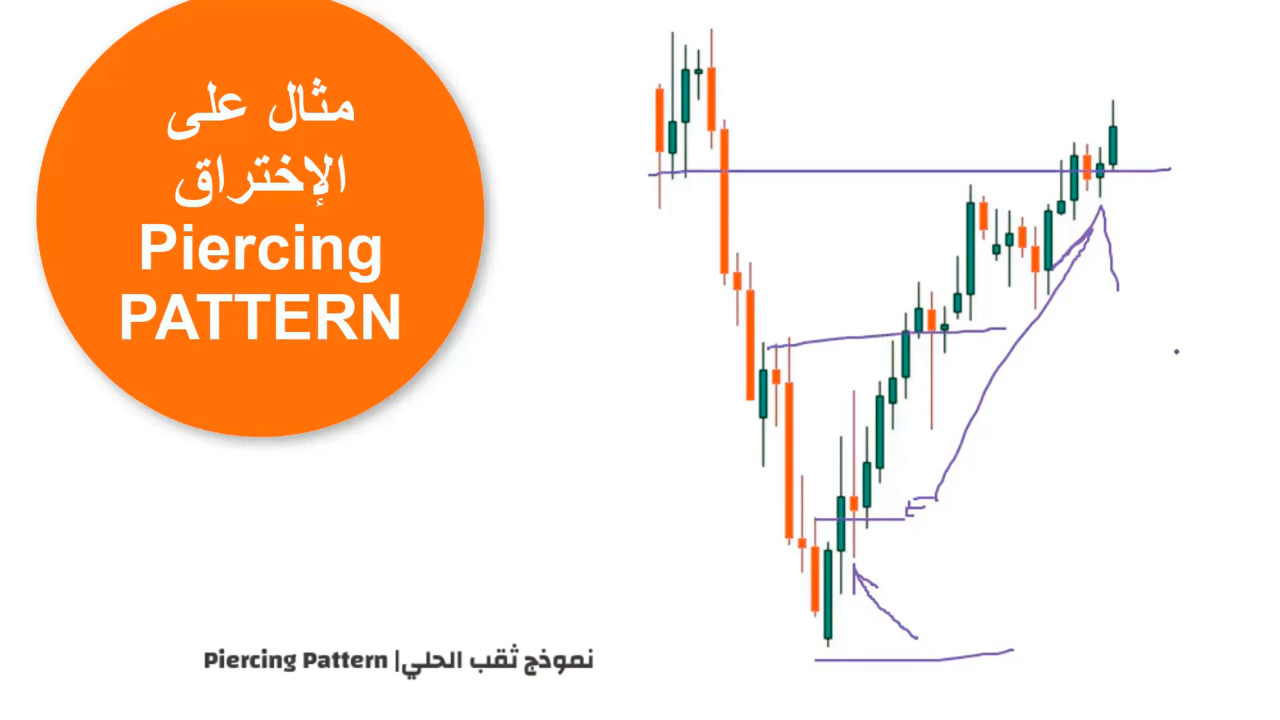 مثال على
الإختراق
Piercing
PATTERN
نموذج ثقب الحلي| Piercing Pattern